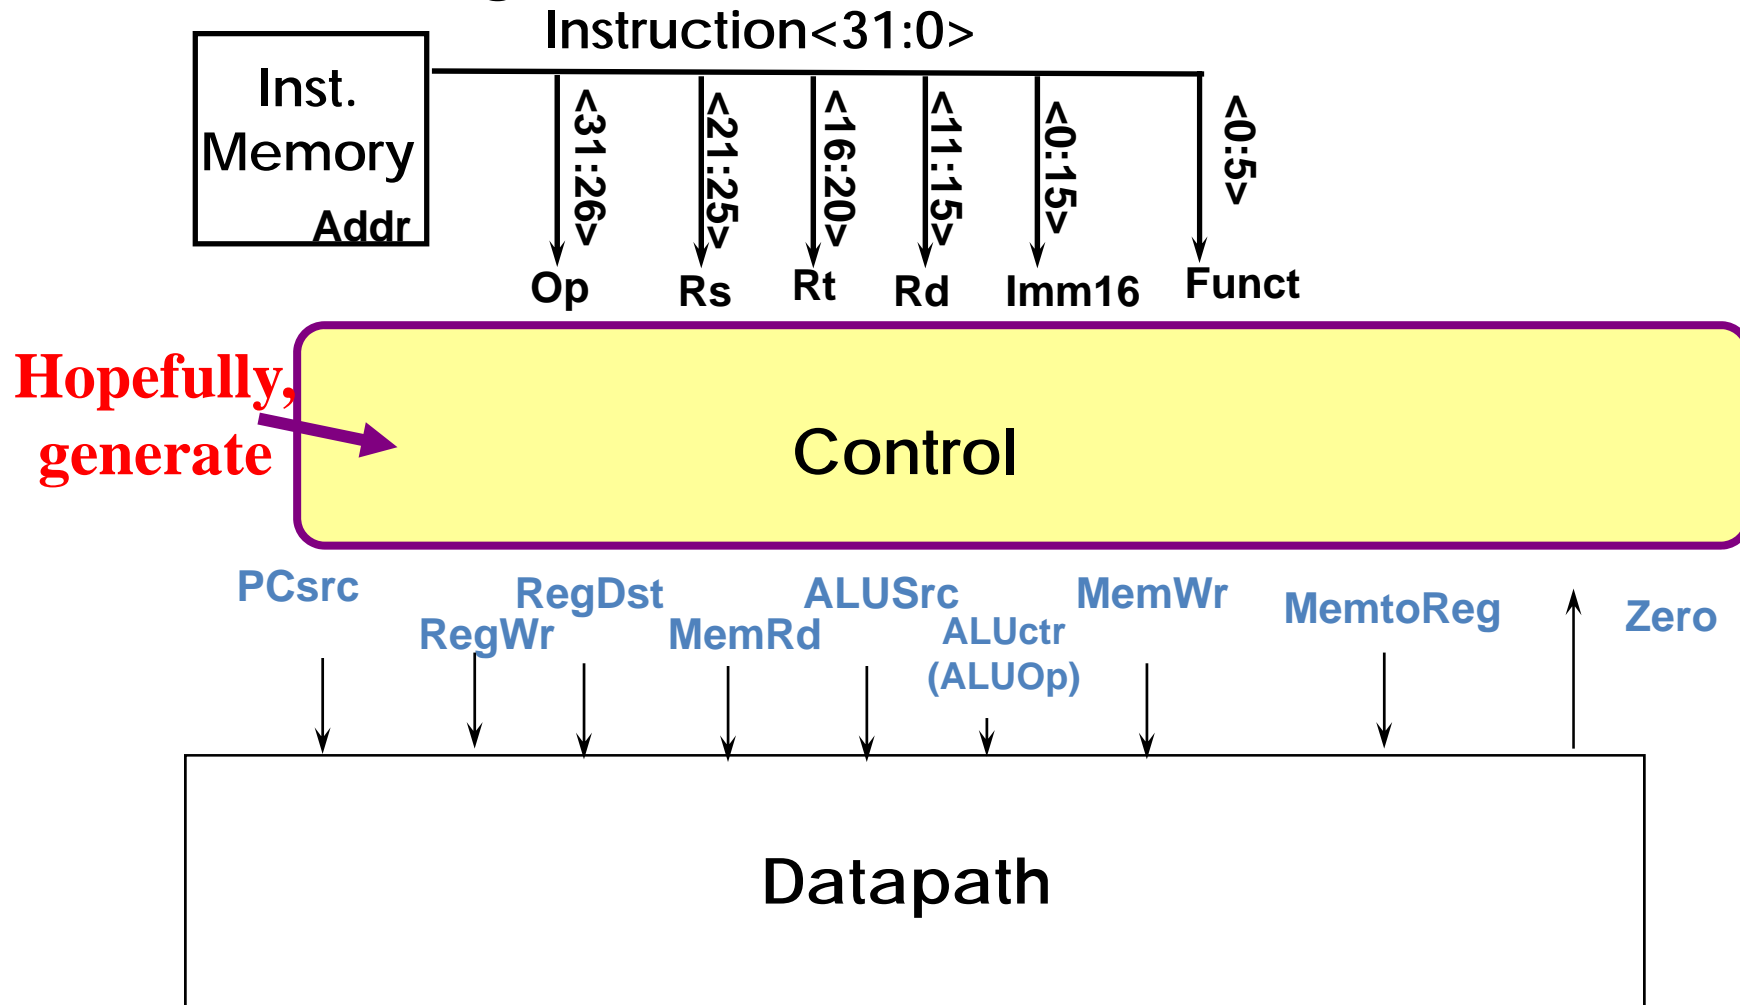 Instruction<31:0>
Inst.
Memory
Addr
<31:26>
<21:25>
<16:20>
<11:15>
<0:15>
<0:5>
Op
Rs
Rt
Rd
Imm16
Funct
Hopefully,
generate
Control
PCsrc
RegWr
RegDst
MemRd
ALUSrc
ALUctr
(ALUOp)
MemWr
MemtoReg
Zero
Datapath